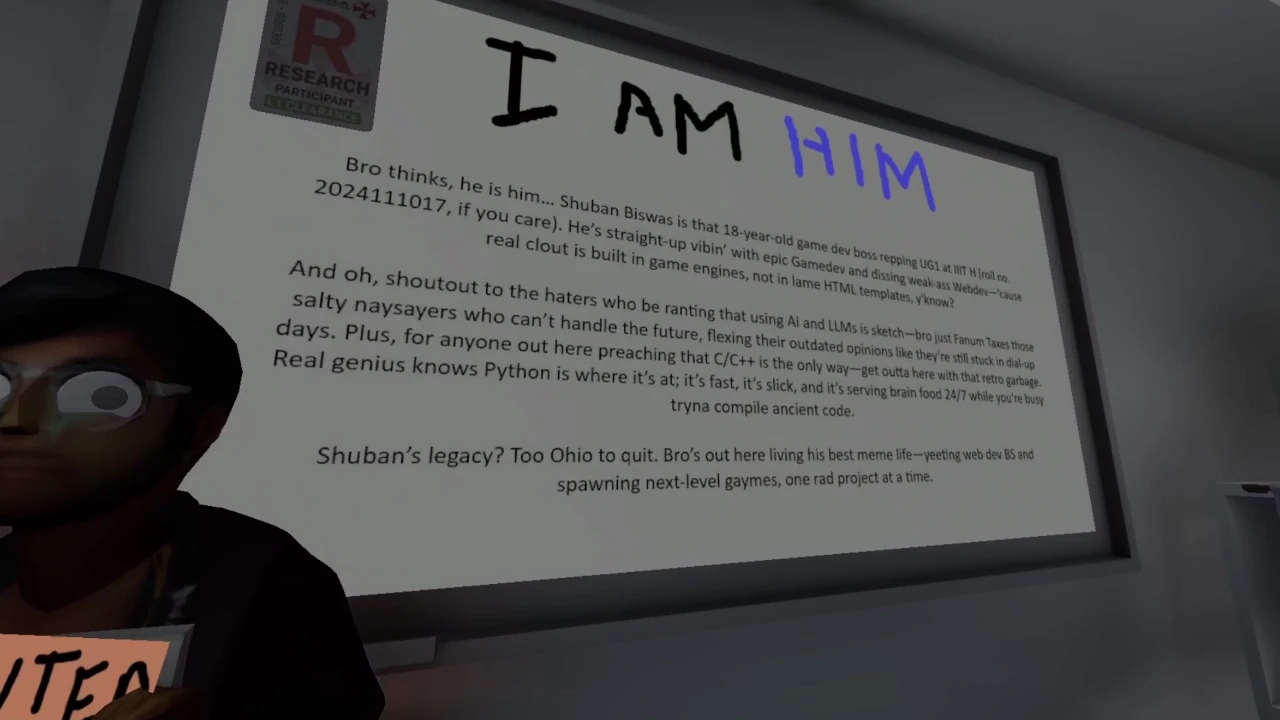 R
RESEARCH
PARTICIPANT
L1 CLEARANCE
I AM HIM
Bro thinks, he is him... Shuban Biswas is that 18-year-old game dev boss repping UG1 at IIIT H (roll no.
2024111017, if you care). He's straight-up vibin' with epic Gamedev and dissing weak-ass Webdev—'cause
real clout is built in game engines, not in lame HTML templates, y'know?
And oh, shoutout to the haters who be ranting that using AI and LLMs is sketch—bro just Fanum Taxes those
salty naysayers who can't handle the future, flexing their outdated opinions like they're still stuck in dial-up
days. Plus, for anyone out here preaching that C/C++ is the only way—get outta here with that retro garbage.
Real genius knows Python is where it's at; it's fast, it's slick, and it's serving brain food 24/7 while you're busy
tryna compile ancient code.
Shuban's legacy? Too Ohio to quit. Bro's out here living his best meme life—yeeting web dev BS and
spawning next-level gaymes, one rad project at a time.